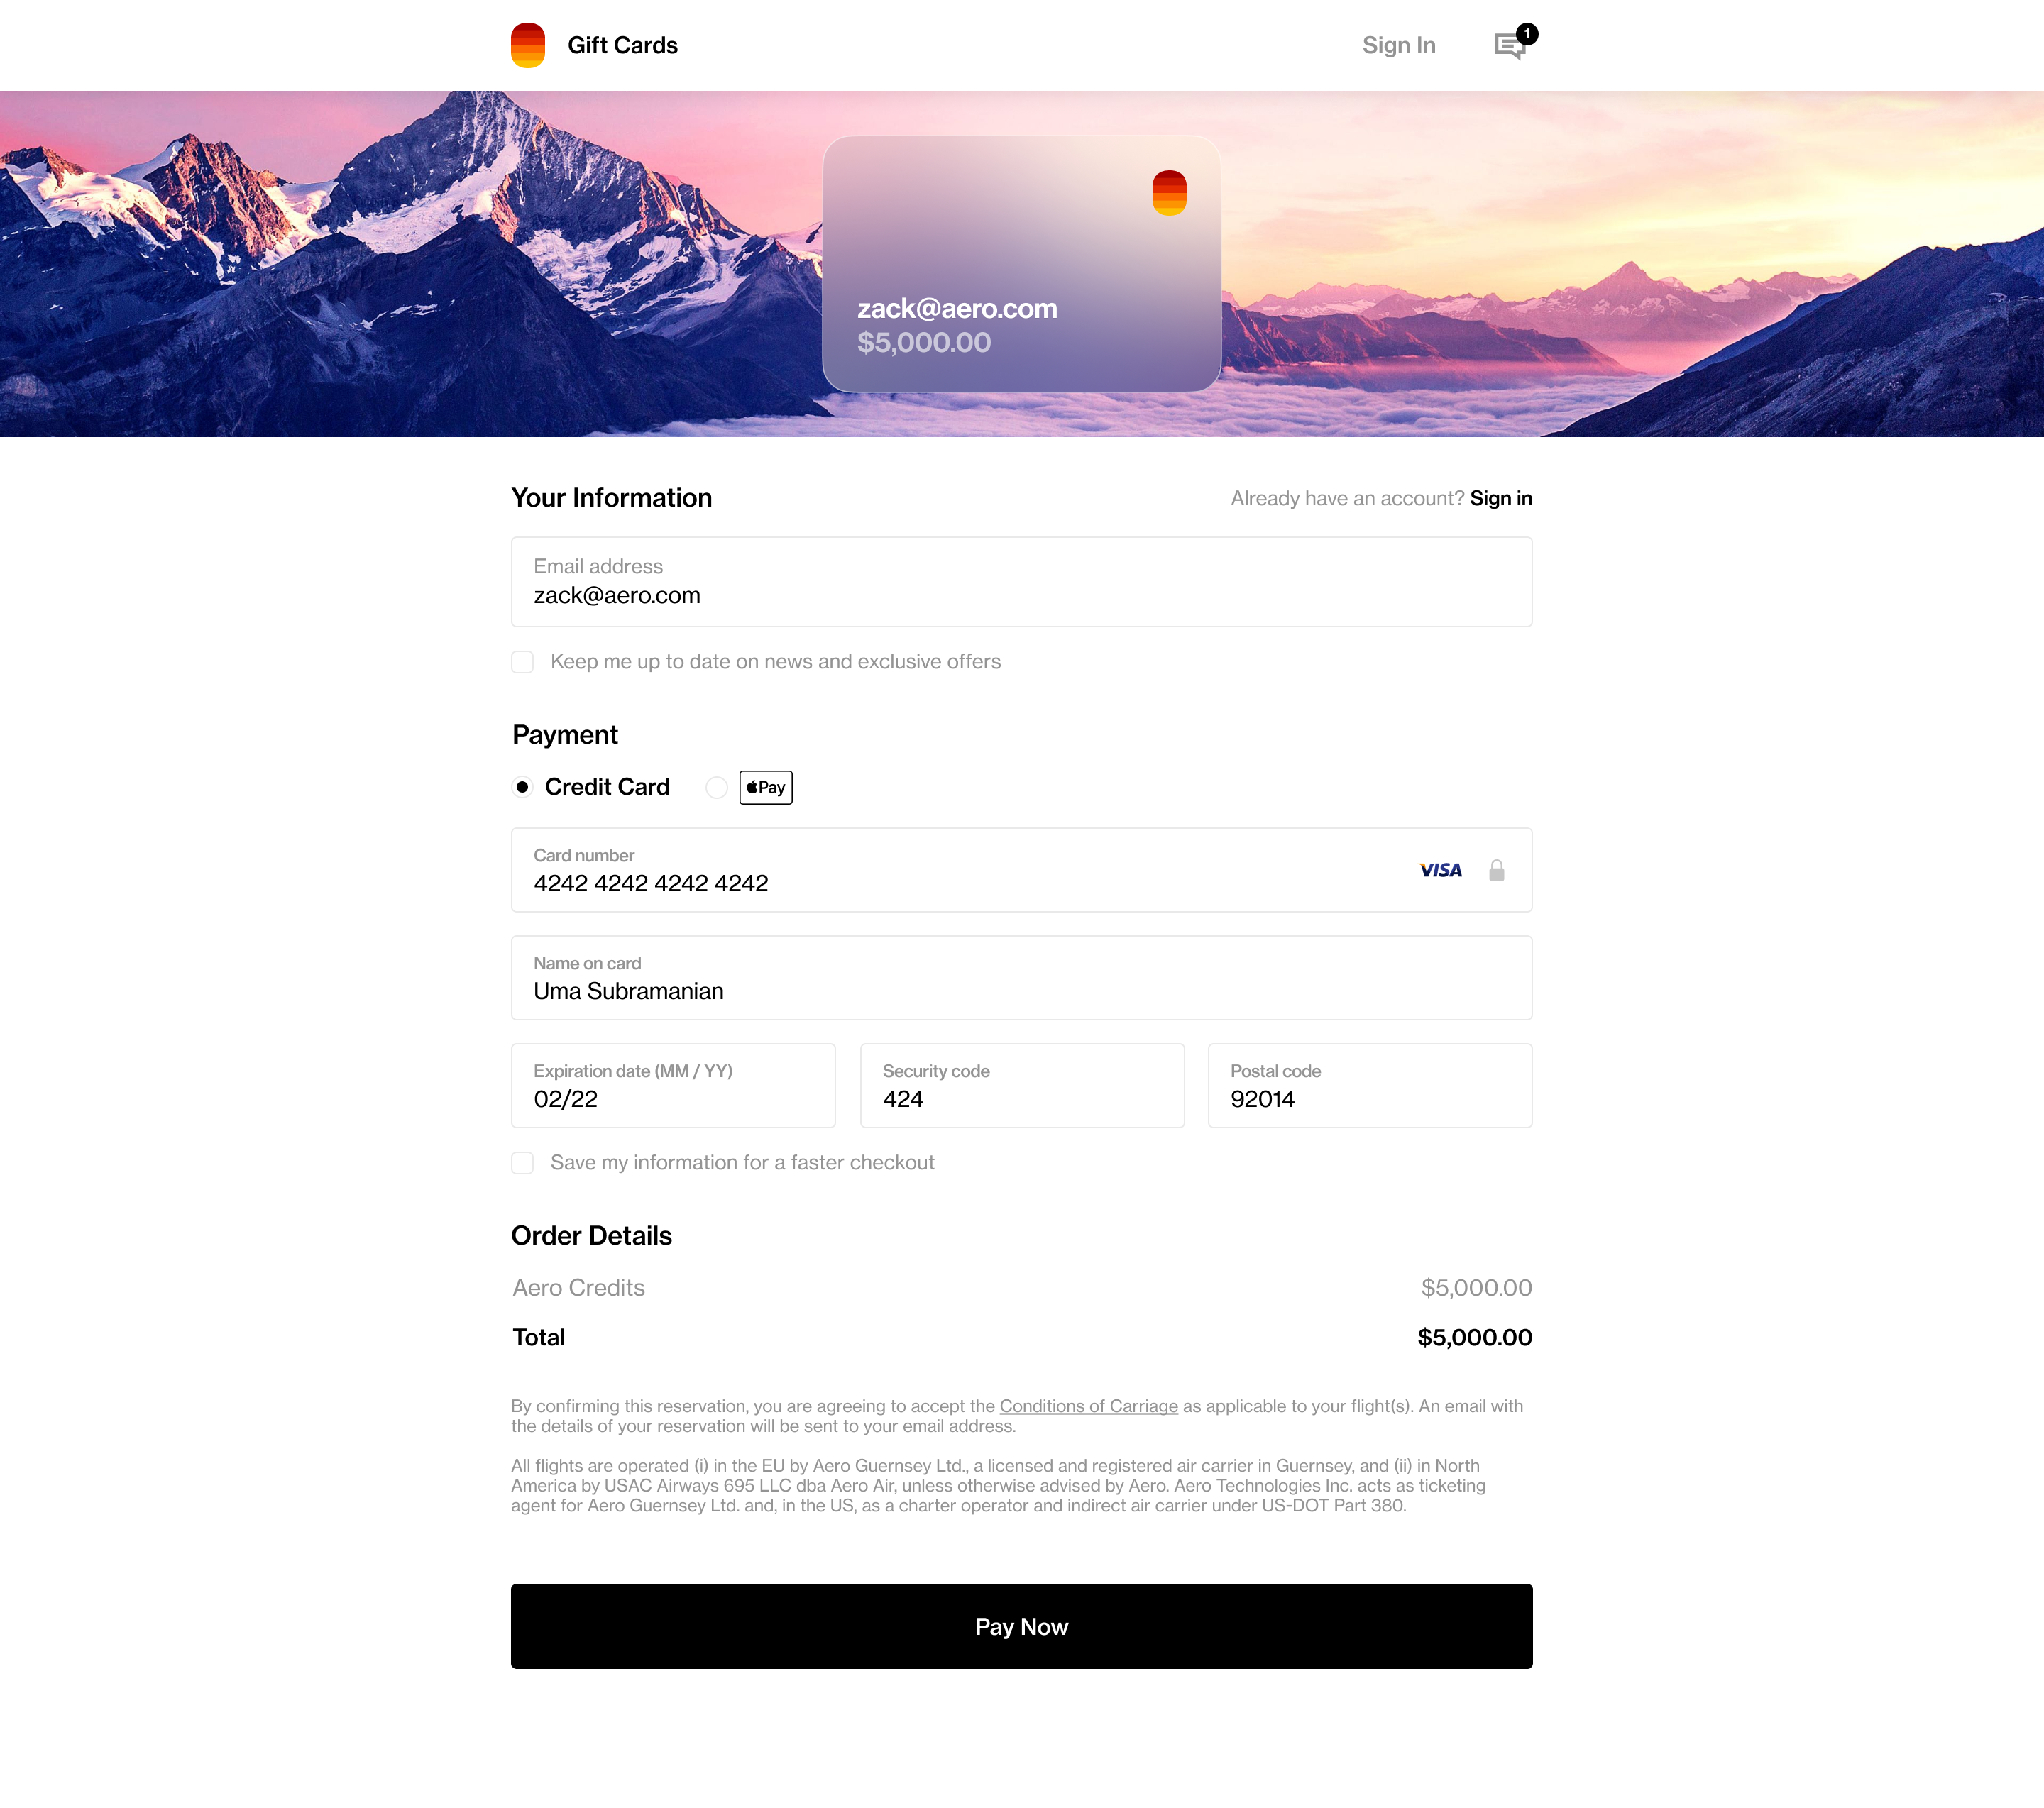 Gift Cards
Sign In
1
zack@aero.com
$5,000.00
Your Information
Already have an account? Sign in
Email address
zack@aero.com
Keep me up to date on news and exclusive offers
Payment
Credit Card
Pay
Card number
4242 4242 4242 4242
VISA
Name on card
Uma Subramanian
Expiration date (MM / YY)
02/22
Security code
424
Postal code
92014
Save my information for a faster checkout
Order Details
Aero Credits
$5,000.00
Total
$5,000.00
By confirming this reservation, you are agreeing to accept the Conditions of Carriage as applicable to your flight(s). An email with
the details of your reservation will be sent to your email address.
All flights are operated (i) in the EU by Aero Guernsey Ltd., a licensed and registered air carrier in Guernsey, and (ii) in North
America by USAC Airways 695 LLC dba Aero Air, unless otherwise advised by Aero. Aero Technologies Inc. acts as ticketing
agent for Aero Guernsey Ltd. and, in the US, as a charter operator and indirect air carrier under US-DOT Part 380.
Pay Now